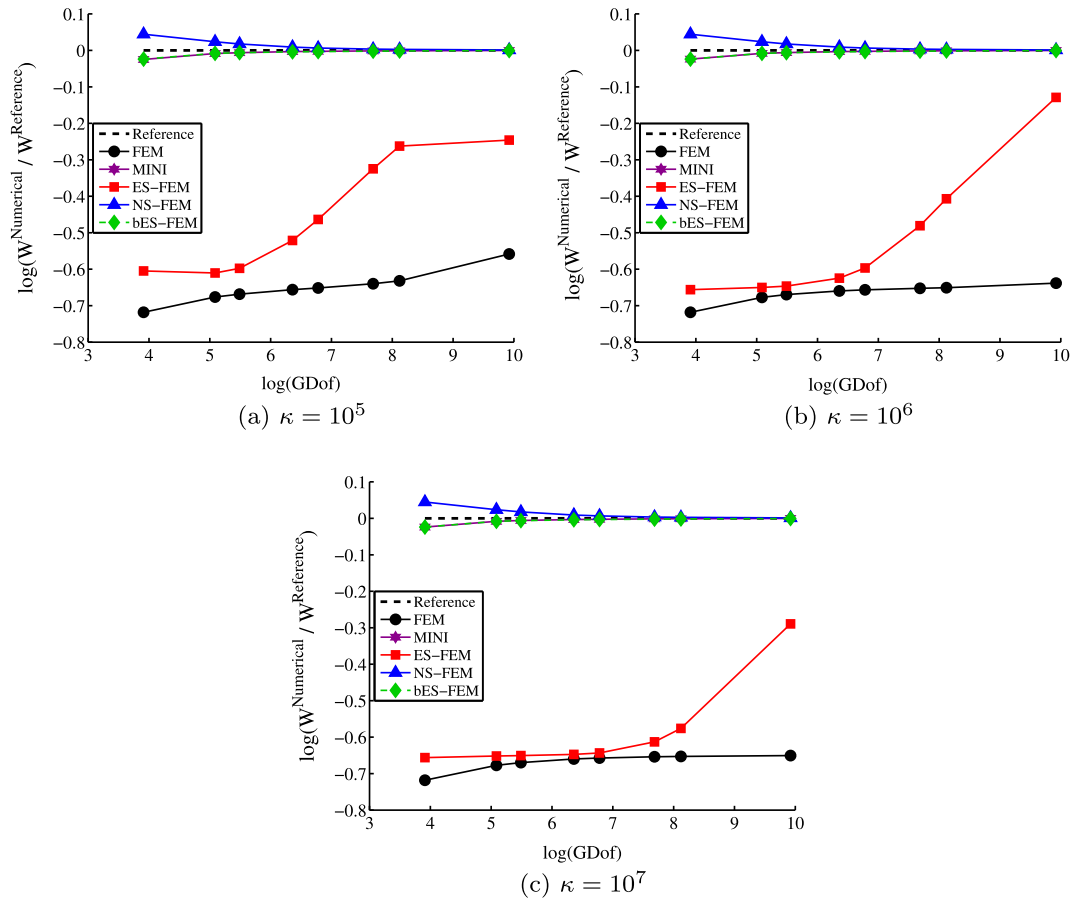 0.1
0
−0.1
−0.2
−0.3
−0.4
−0.5
−0.6
−0.7
−0.8
log(W^Numerical / W^Reference)
Reference
FEM
MINI
ES−FEM
NS−FEM
bES−FEM
3 4 5 6 7 8 9 10
log(GDof)
(a) κ = 10^5
0.1
0
−0.1
−0.2
−0.3
−0.4
−0.5
−0.6
−0.7
−0.8
log(W^Numerical / W^Reference)
Reference
FEM
MINI
ES−FEM
NS−FEM
bES−FEM
3 4 5 6 7 8 9 10
log(GDof)
(b) κ = 10^6
0.1
0
−0.1
−0.2
−0.3
−0.4
−0.5
−0.6
−0.7
−0.8
log(W^Numerical / W^Reference)
Reference
FEM
MINI
ES−FEM
NS−FEM
bES−FEM
3 4 5 6 7 8 9 10
log(GDof)
(c) κ = 10^7